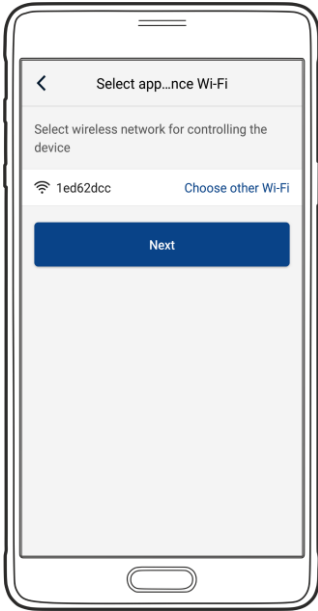 Select app...nce Wi-Fi
Select wireless network for controlling the
device
1ed62dcc
Choose other Wi-Fi
Next